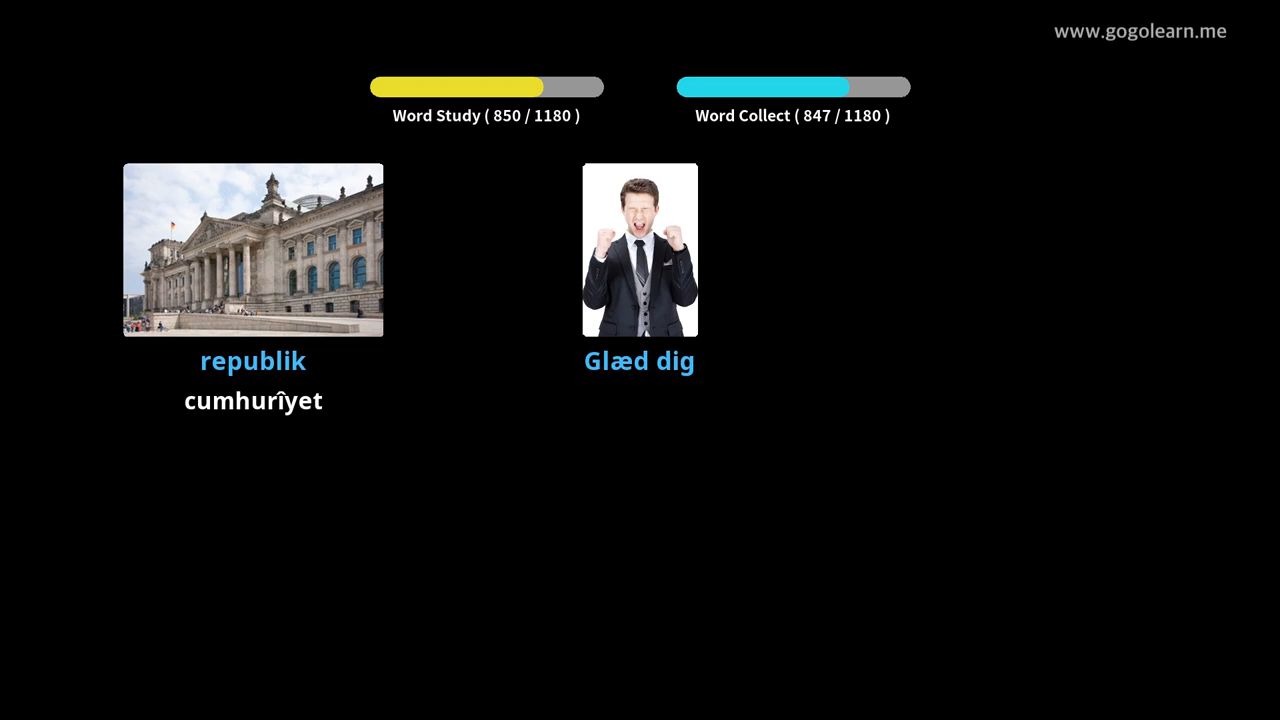 www.gogolearn.me
Word Study ( 850 / 1180 )
Word Collect ( 847 / 1180 )
republik
cumhurîyet
Glæd dig